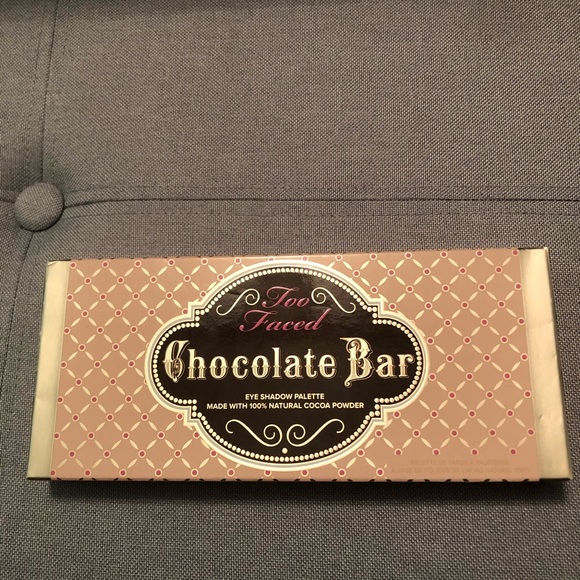 Too
Faced
Chocolate Bar
EYE SHADOW PALETTE
MADE WITH 100% NATURAL COCOA POWDER